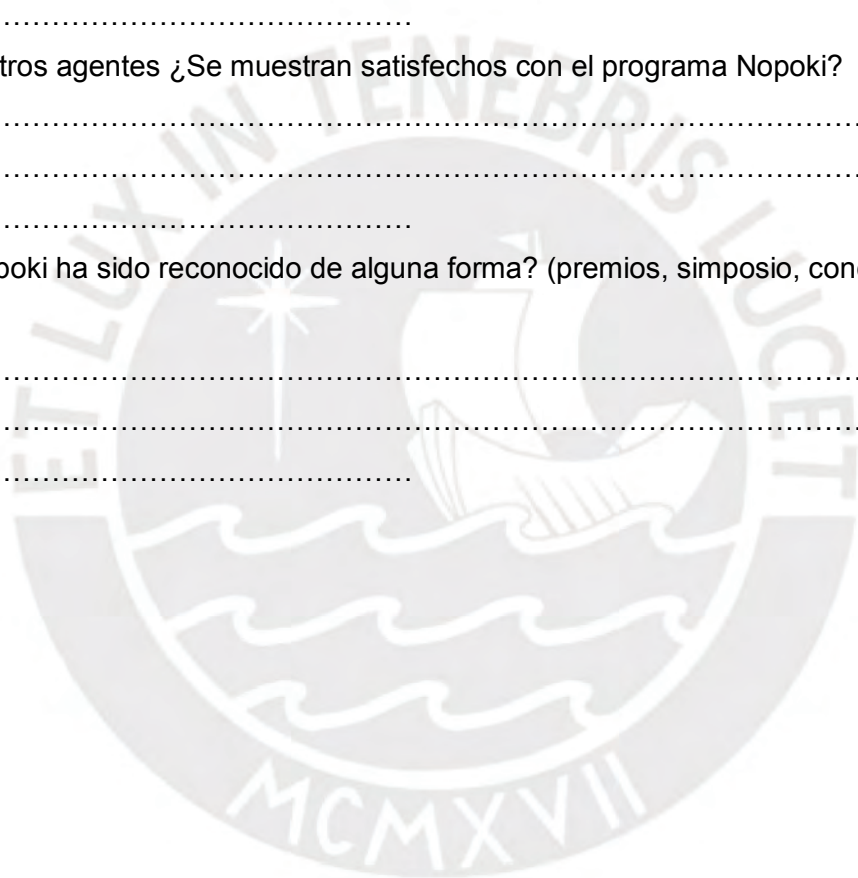 …………………………………….
tros agentes ¿Se muestran satisfechos con el programa Nopoki?
………………………………………………………………………………
………………………………………………………………………………
…………………………………….
poki ha sido reconocido de alguna forma? (premios, simposio,
………………………………………………………………………………
………………………………………………………………………………
…………………………………….
ET LUX IN TENEBRIS LUCET
MCMXVII